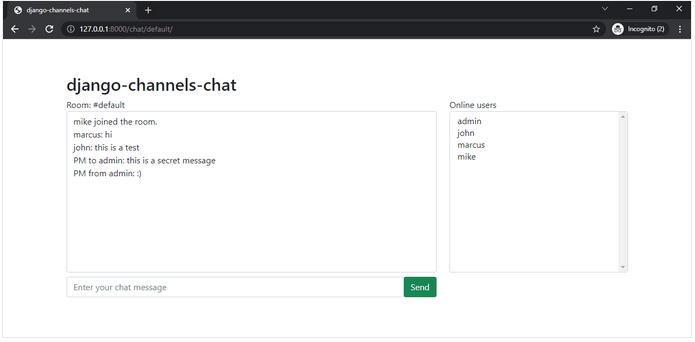 django-channels-chat
127.0.0.1:8000/chat/default/
Incognito (2)
django-channels-chat
Room: #default
Online users
mike joined the room.
marcus: hi
john: this is a test
PM to admin: this is a secret message
PM from admin: :)
admin
john
marcus
mike
Enter your chat message
Send